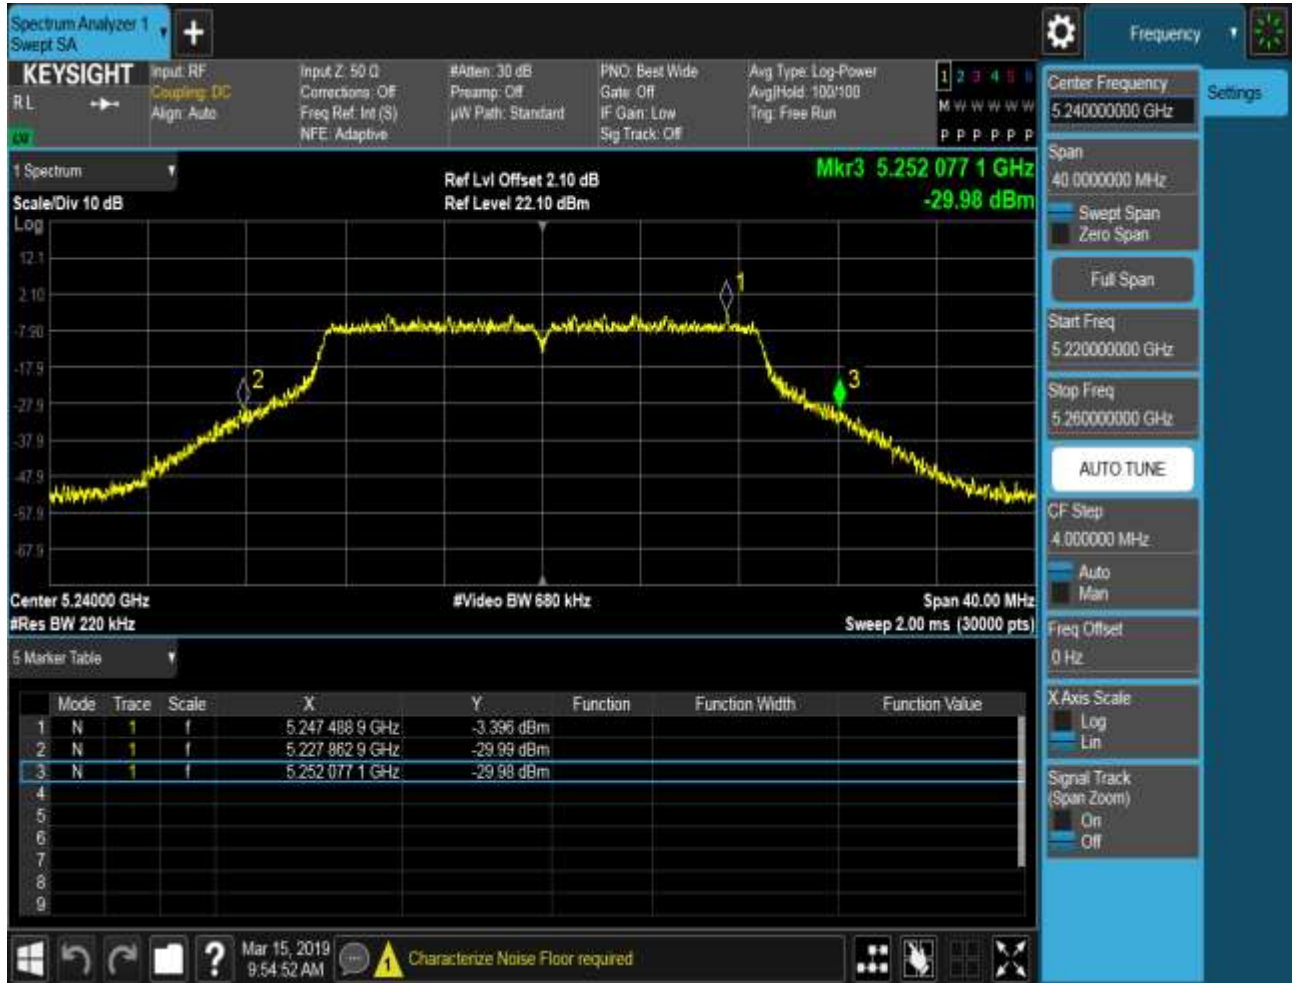 Spectrum Analyzer 1
Swept SA
+
Frequency
KEYSIGHT
R L
Input: RF
Coupling: DC
Align: Auto
Input Z: 50 Ω
Corrections: Off
Freq Ref: Int (S)
NFE: Adaptive
#Atten: 30 dB
Preamp: Off
µW Path: Standard
PNO: Best Wide
Gate: Off
IF Gain: Low
Sig Track: Off
Avg Type: Log-Power
Avg|Hold: 100/100
Trig: Free Run
1 2 3 4 5 6
M W W W W W
P P P P P P
1 Spectrum
Scale/Div 10 dB
Ref Lvl Offset 2.10 dB
Ref Level 22.10 dBm
Mkr3 5.252 077 1 GHz
-29.98 dBm
Log
12.1
2.10
-7.90
-17.9
-27.9
-37.9
-47.9
-57.9
-67.9
1
2
3
Center 5.24000 GHz
#Res BW 220 kHz
#Video BW 680 kHz
Span 40.00 MHz
Sweep 2.00 ms (30000 pts)
5 Marker Table
Mode Trace Scale X Y Function Function Width Function Value
1 N 1 f 5.247 488 9 GHz -3.396 dBm
2 N 1 f 5.227 862 9 GHz -29.99 dBm
3 N 1 f 5.252 077 1 GHz -29.98 dBm
4
5
6
7
8
9
Center Frequency
5.240000000 GHz
Settings
Span
40.0000000 MHz
Swept Span
Zero Span
Full Span
Start Freq
5.220000000 GHz
Stop Freq
5.260000000 GHz
AUTO TUNE
CF Step
4.000000 MHz
Auto
Man
Freq Offset
0 Hz
X Axis Scale
Log
Lin
Signal Track
(Span Zoom)
On
Off
?
Mar 15, 2019
9:54:52 AM
1
Characterize Noise Floor required